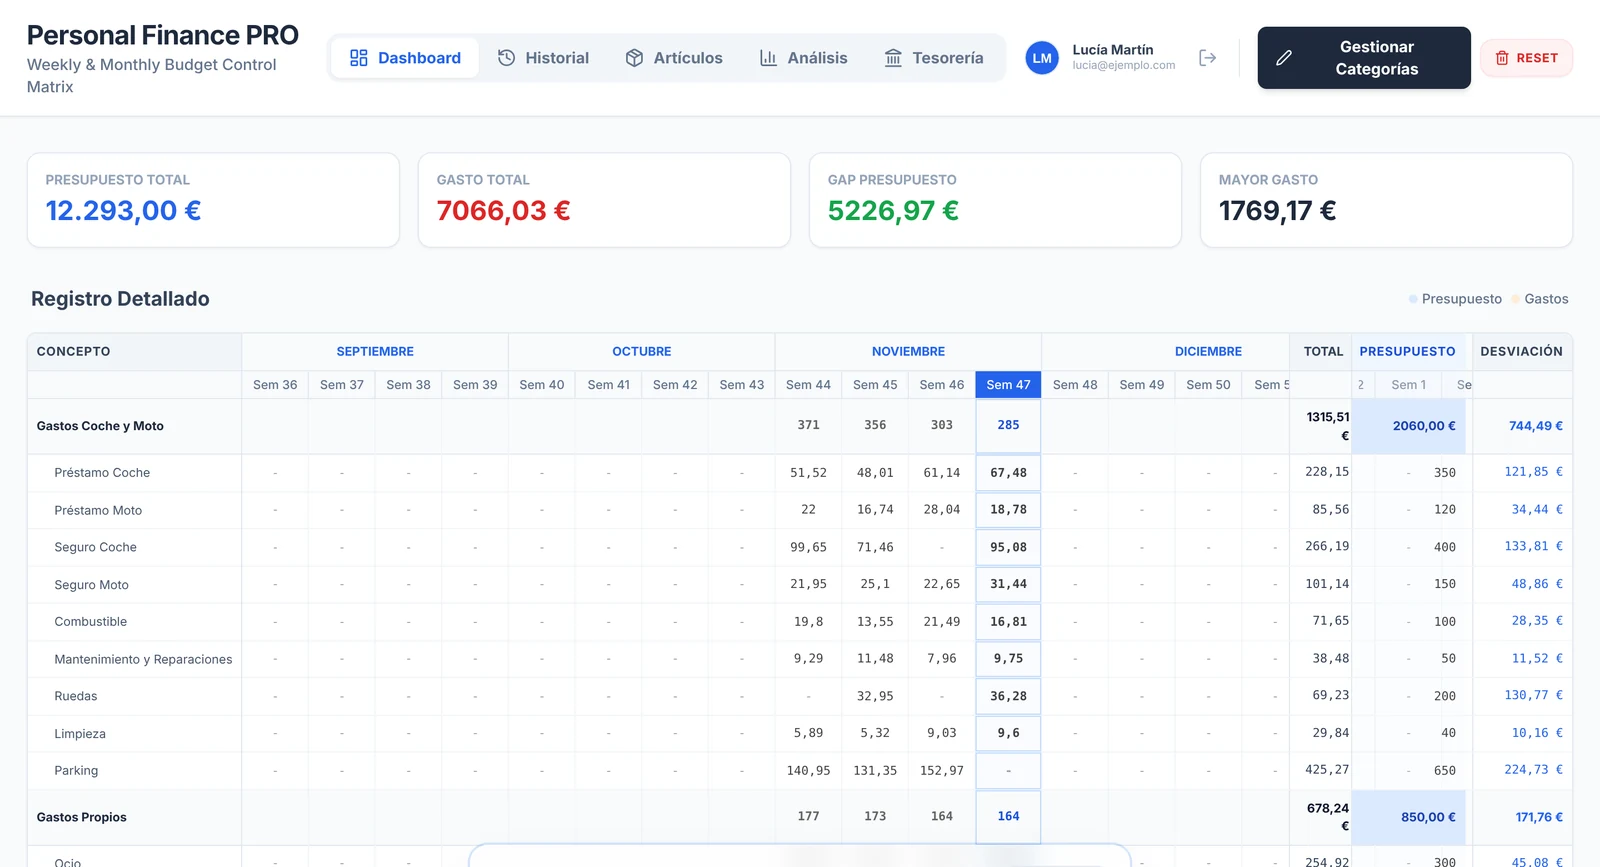 Personal Finance PRO
Weekly & Monthly Budget Control
Matrix
Dashboard
Historial
Artículos
Análisis
Tesorería
LM
Lucía Martín
lucia@ejemplo.com
Gestionar
Categorías
RESET
PRESUPUESTO TOTAL
12.293,00 €
GASTO TOTAL
7066,03 €
GAP PRESUPUESTO
5226,97 €
MAYOR GASTO
1769,17 €
Registro Detallado
Presupuesto Gastos
CONCEPTO SEPTIEMBRE OCTUBRE NOVIEMBRE DICIEMBRE TOTAL PRESUPUESTO DESVIACIÓN
Sem 36 Sem 37 Sem 38 Sem 39 Sem 40 Sem 41 Sem 42 Sem 43 Sem 44 Sem 45 Sem 46 Sem 47 Sem 48 Sem 49 Sem 50 Sem 5 2 Sem 1 Se
Gastos Coche y Moto 371 356 303 285 1315,51 € 2060,00 € 744,49 €
Préstamo Coche - - - - - - - - 51,52 48,01 61,14 67,48 - - - - 228,15 - 350 121,85 €
Préstamo Moto - - - - - - - - 22 16,74 28,04 18,78 - - - - 85,56 - 120 34,44 €
Seguro Coche - - - - - - - - 99,65 71,46 - 95,08 - - - - 266,19 - 400 133,81 €
Seguro Moto - - - - - - - - 21,95 25,1 22,65 31,44 - - - - 101,14 - 150 48,86 €
Combustible - - - - - - - - 19,8 13,55 21,49 16,81 - - - - 71,65 - 100 28,35 €
Mantenimiento y Reparaciones - - - - - - - - 9,29 11,48 7,96 9,75 - - - - 38,48 - 50 11,52 €
Ruedas - - - - - - - - - 32,95 - 36,28 - - - - 69,23 - 200 130,77 €
Limpieza - - - - - - - - 5,89 5,32 9,03 9,6 - - - - 29,84 - 40 10,16 €
Parking - - - - - - - - 140,95 131,35 152,97 - - - - - 425,27 - 650 224,73 €
Gastos Propios 177 173 164 164 678,24 € 850,00 € 171,76 €
Ocio - - - - - - - - - - - 254,92 - 300 45,08 €